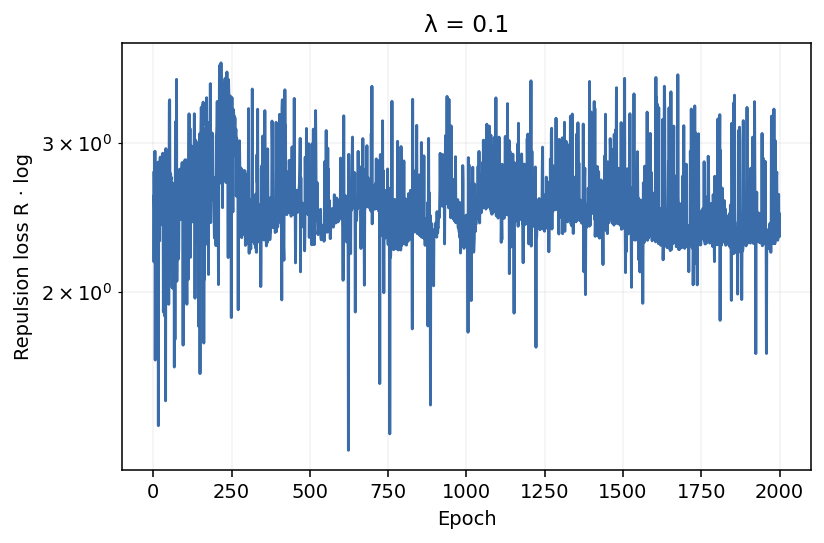 λ = 0.1
Repulsion loss R · log
3 × 10⁰
2 × 10⁰
0 250 500 750 1000 1250 1500 1750 2000
Epoch